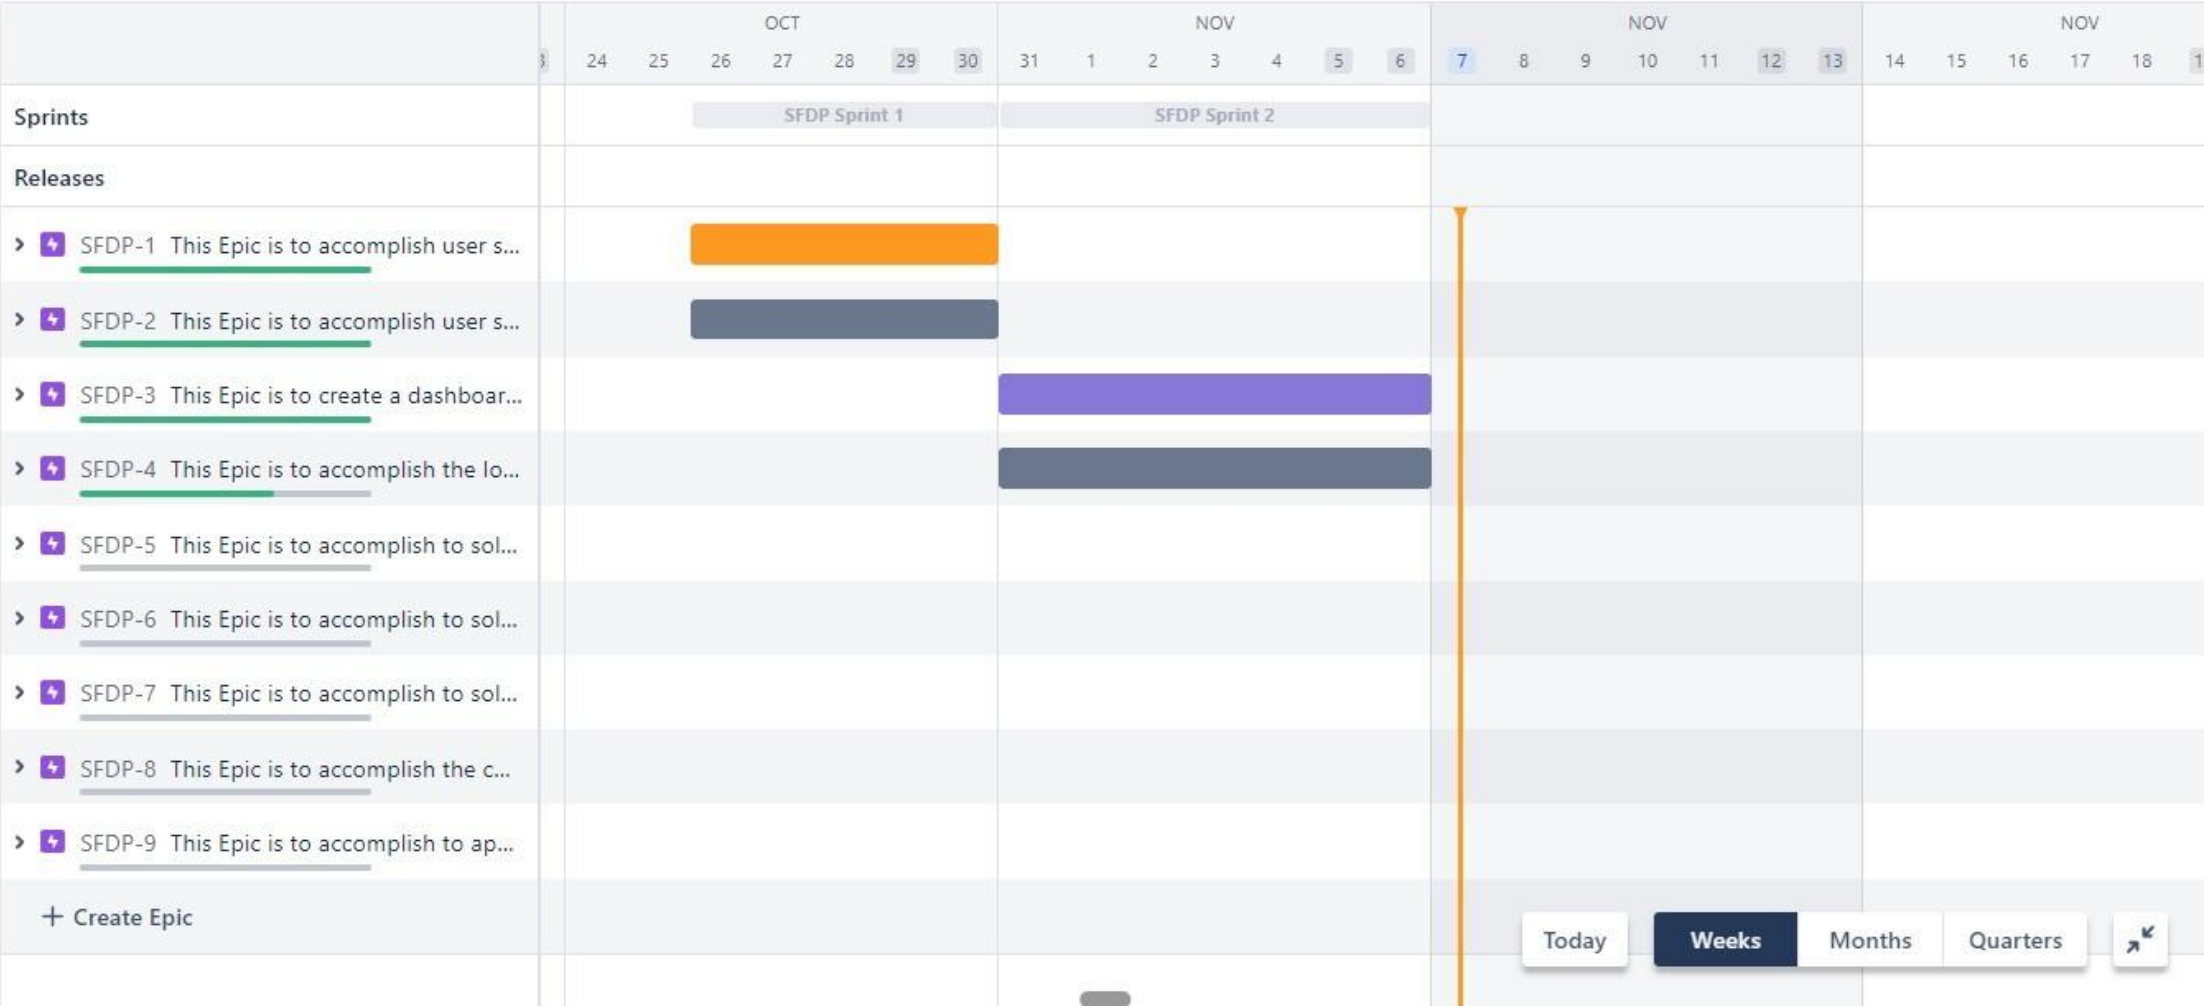 OCT NOV NOV NOV
24 25 26 27 28 29 30 31 1 2 3 4 5 6 7 8 9 10 11 12 13 14 15 16 17 18
Sprints SFDP Sprint 1 SFDP Sprint 2
Releases
SFDP-1 This Epic is to accomplish user s...
SFDP-2 This Epic is to accomplish user s...
SFDP-3 This Epic is to create a dashboar...
SFDP-4 This Epic is to accomplish the lo...
SFDP-5 This Epic is to accomplish to sol...
SFDP-6 This Epic is to accomplish to sol...
SFDP-7 This Epic is to accomplish to sol...
SFDP-8 This Epic is to accomplish the c...
SFDP-9 This Epic is to accomplish to ap...
+ Create Epic
Today Weeks Months Quarters